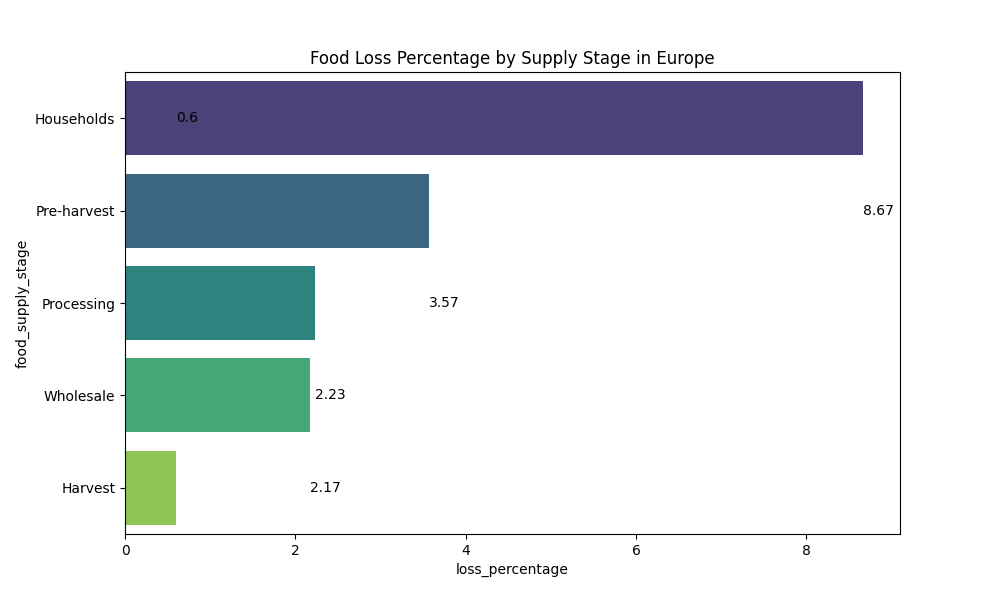 Food Loss Percentage by Supply Stage in Europe
food_supply_stage
Households
0.6
Pre-harvest
8.67
Processing
3.57
Wholesale
2.23
Harvest
2.17
0 2 4 6 8
loss_percentage